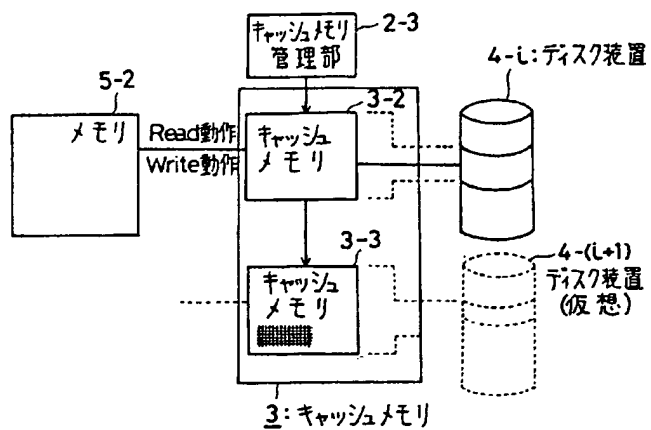 キャッシュメモリ
管理部
2-3
4-i:ディスク装置
5-2
3-2
メモリ
Read動作
Write動作
キャッシュ
メモリ
3-3
キャッシュ
メモリ
4-(i+1)
ディスク装置
(仮想)
3:キャッシュメモリ